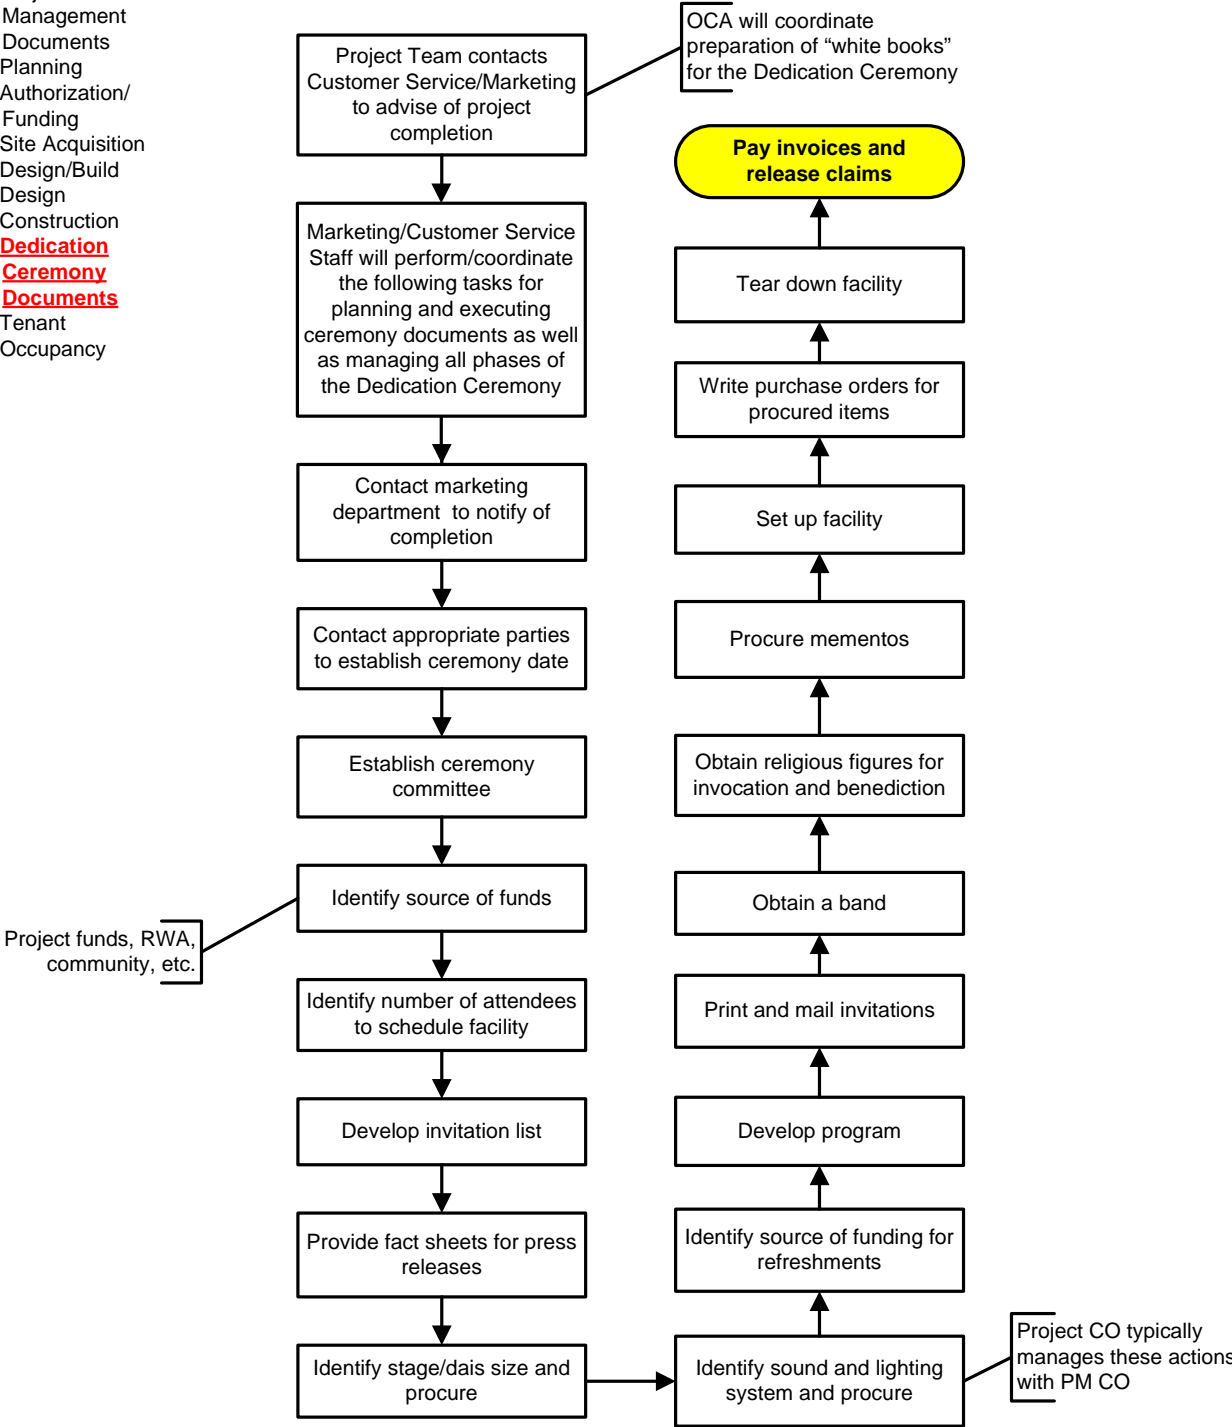 Management
Documents
Planning
Authorization/
Funding
Site Acquisition
Design/Build
Design
Construction
Dedication
Ceremony
Documents
Tenant
Occupancy
Project Team contacts
Customer Service/Marketing
to advise of project
completion
OCA will coordinate
preparation of “white books”
for the Dedication Ceremony
Marketing/Customer Service
Staff will perform/coordinate
the following tasks for
planning and executing
ceremony documents as well
as managing all phases of
the Dedication Ceremony
Contact marketing
department  to notify of
completion
Contact appropriate parties
to establish ceremony date
Establish ceremony
committee
Identify source of funds
Project funds, RWA,
community, etc.
Identify number of attendees
to schedule facility
Develop invitation list
Provide fact sheets for press
releases
Identify stage/dais size and
procure
Identify sound and lighting
system and procure
Project CO typically
manages these actions
with PM CO
Identify source of funding for
refreshments
Develop program
Print and mail invitations
Obtain a band
Obtain religious figures for
invocation and benediction
Procure mementos
Set up facility
Write purchase orders for
procured items
Tear down facility
Pay invoices and
release claims